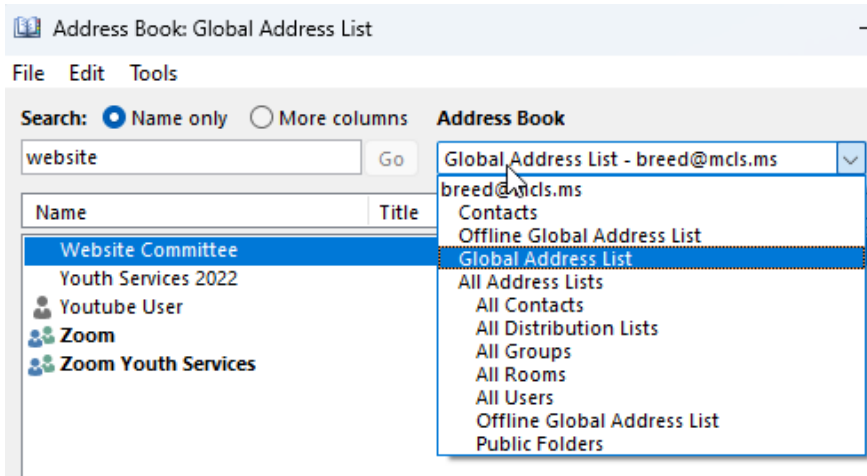 Address Book: Global Address List
File Edit Tools
Search: Name only More columns Address Book
website Go Global Address List - breed@mcls.ms
breed@mcls.ms
Name Title Contacts
Offline Global Address List
Website Committee Global Address List
Youth Services 2022 All Address Lists
Youtube User All Contacts
Zoom All Distribution Lists
Zoom Youth Services All Groups
All Rooms
All Users
Offline Global Address List
Public Folders